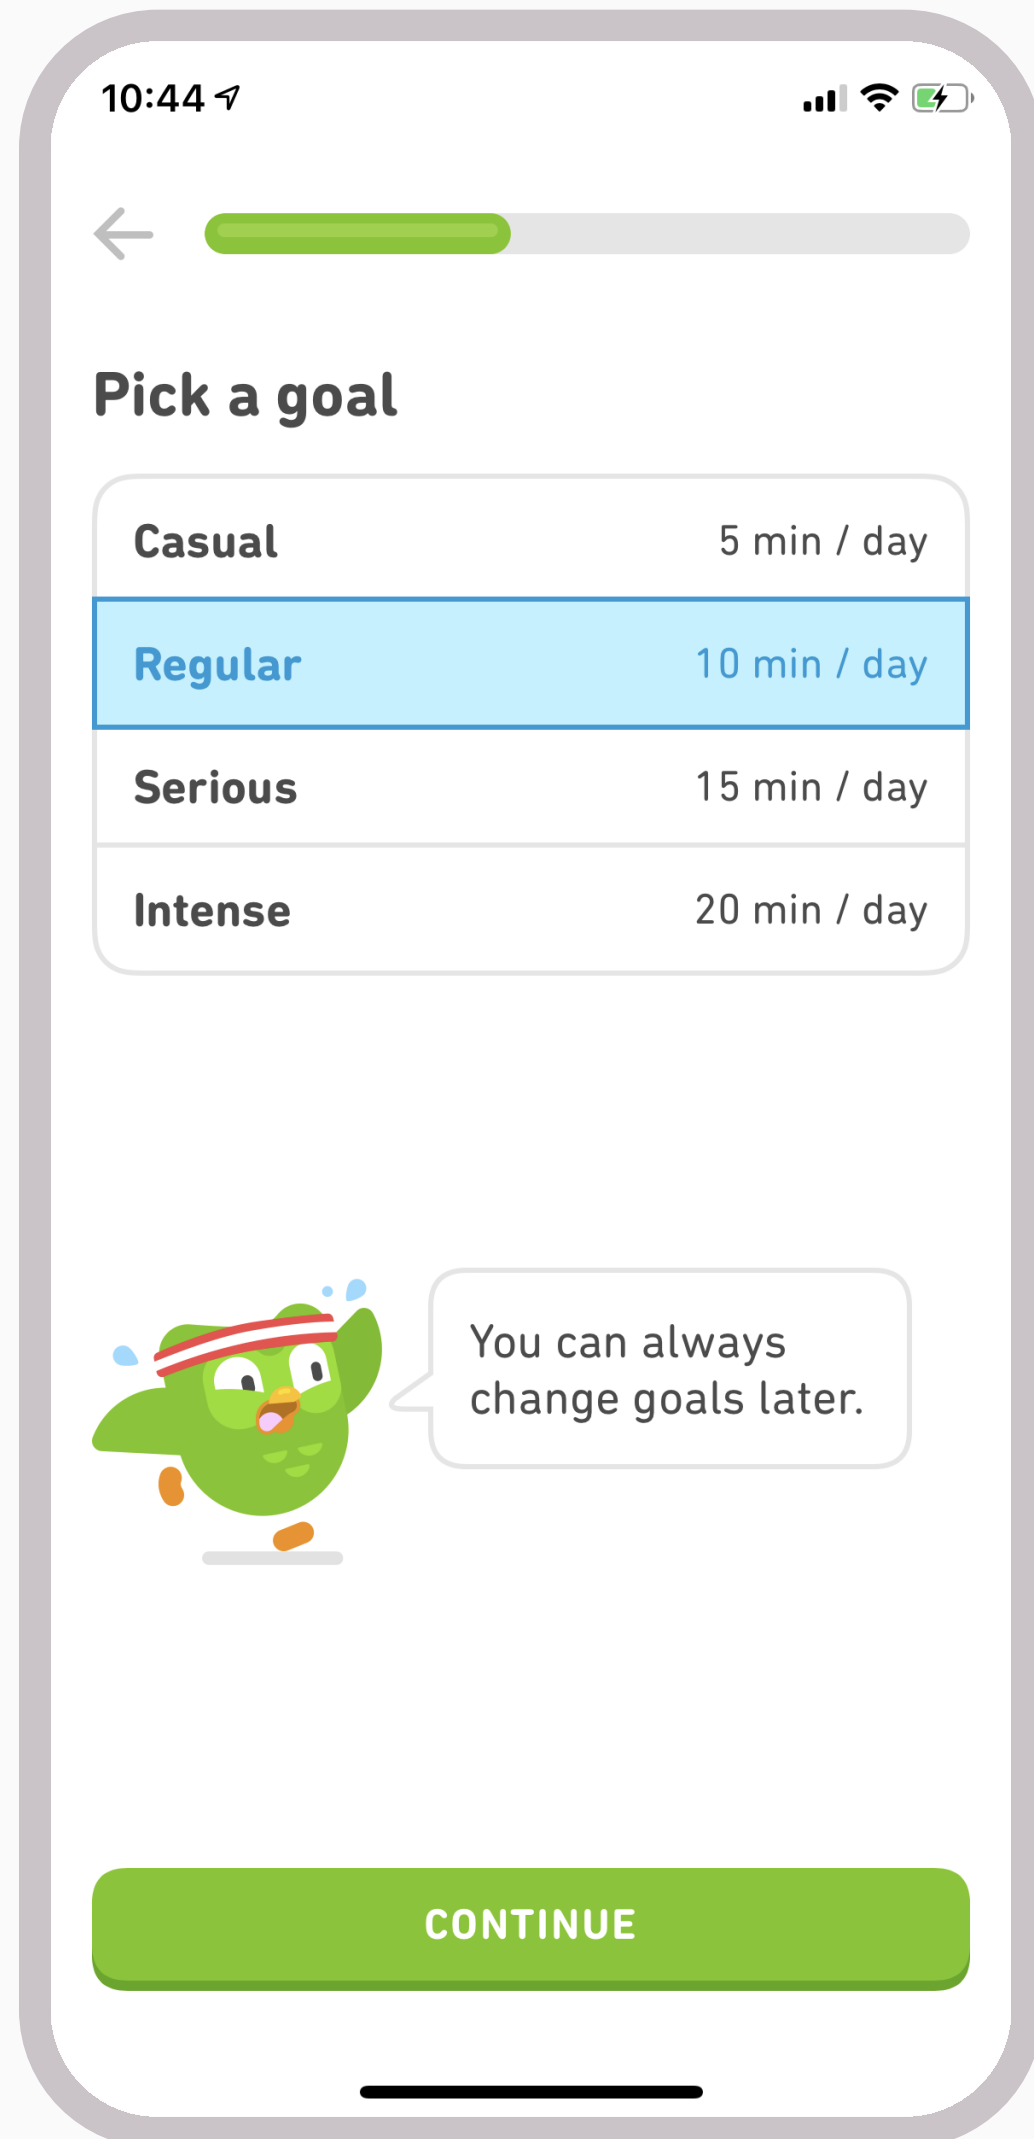 10:44
Pick a goal
Casual 5 min / day
Regular 10 min / day
Serious 15 min / day
Intense 20 min / day
You can always
change goals later.
CONTINUE